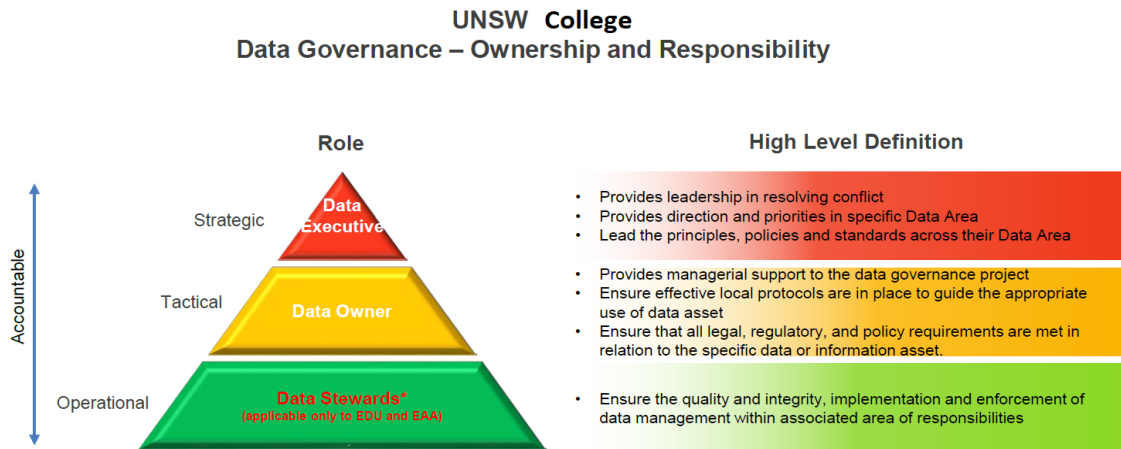 UNSW College
Data Governance – Ownership and Responsibility
Role
High Level Definition
Accountable
Strategic
Data
Executive
• Provides leadership in resolving conflict
• Provides direction and priorities in specific Data Area
• Lead the principles, policies and standards across their Data Area
Tactical
Data Owner
• Provides managerial support to the data governance project
• Ensure effective local protocols are in place to guide the appropriate
use of data asset
• Ensure that all legal, regulatory, and policy requirements are met in
relation to the specific data or information asset.
Operational
Data Stewards*
(applicable only to EDU and EAA)
• Ensure the quality and integrity, implementation and enforcement of
data management within associated area of responsibilities